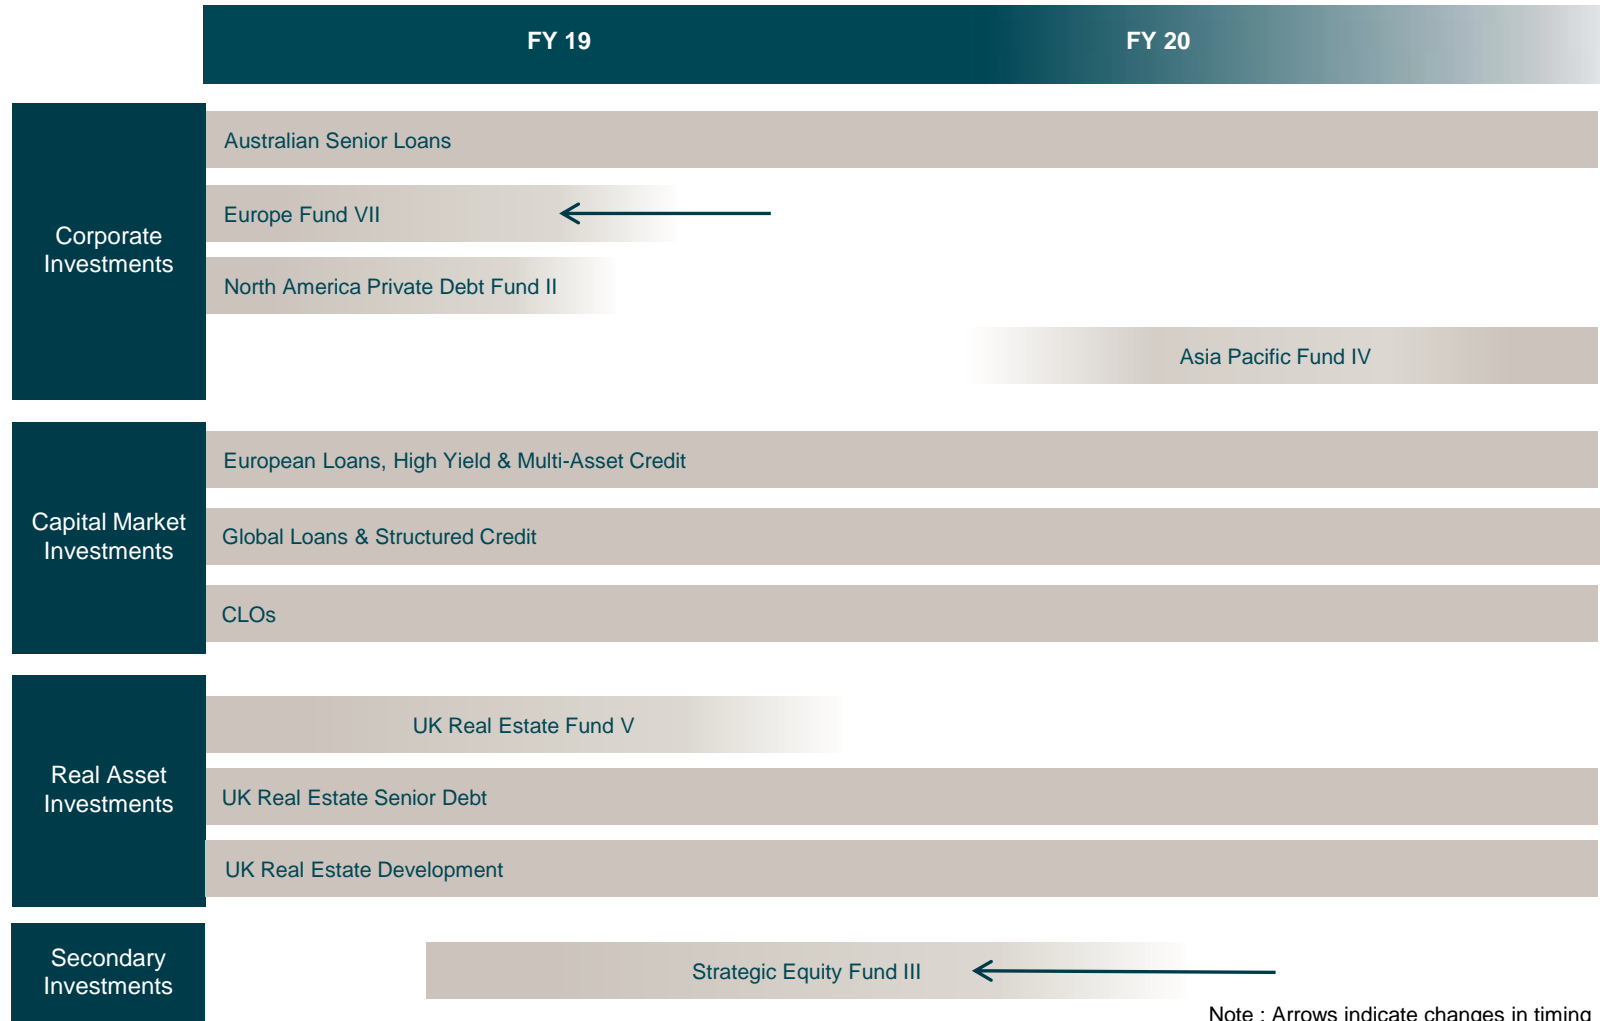 FY 19
FY 20
Corporate
Investments
Australian Senior Loans
Europe Fund VII
North America Private Debt Fund II
Asia Pacific Fund IV
Capital Market
Investments
European Loans, High Yield & Multi-Asset Credit
Global Loans & Structured Credit
CLOs
Real Asset
Investments
UK Real Estate Fund V
UK Real Estate Senior Debt
UK Real Estate Development
Secondary
Investments
Strategic Equity Fund III
Note : Arrows indicate changes in timing